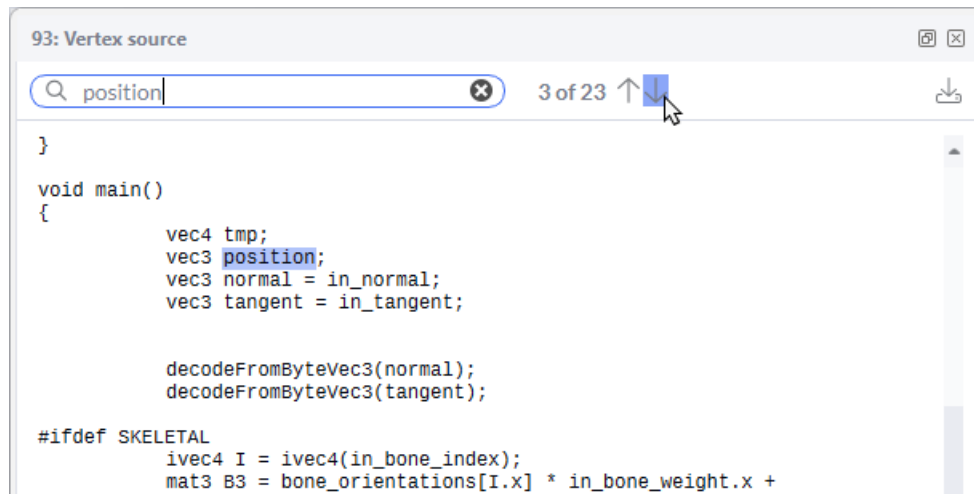 93: Vertex source
position 3 of 23
}
void main()
{
vec4 tmp;
vec3 position;
vec3 normal = in_normal;
vec3 tangent = in_tangent;
decodeFromByteVec3(normal);
decodeFromByteVec3(tangent);
#ifdef SKELETAL
ivec4 I = ivec4(in_bone_index);
mat3 B3 = bone_orientations[I.x] * in_bone_weight.x +